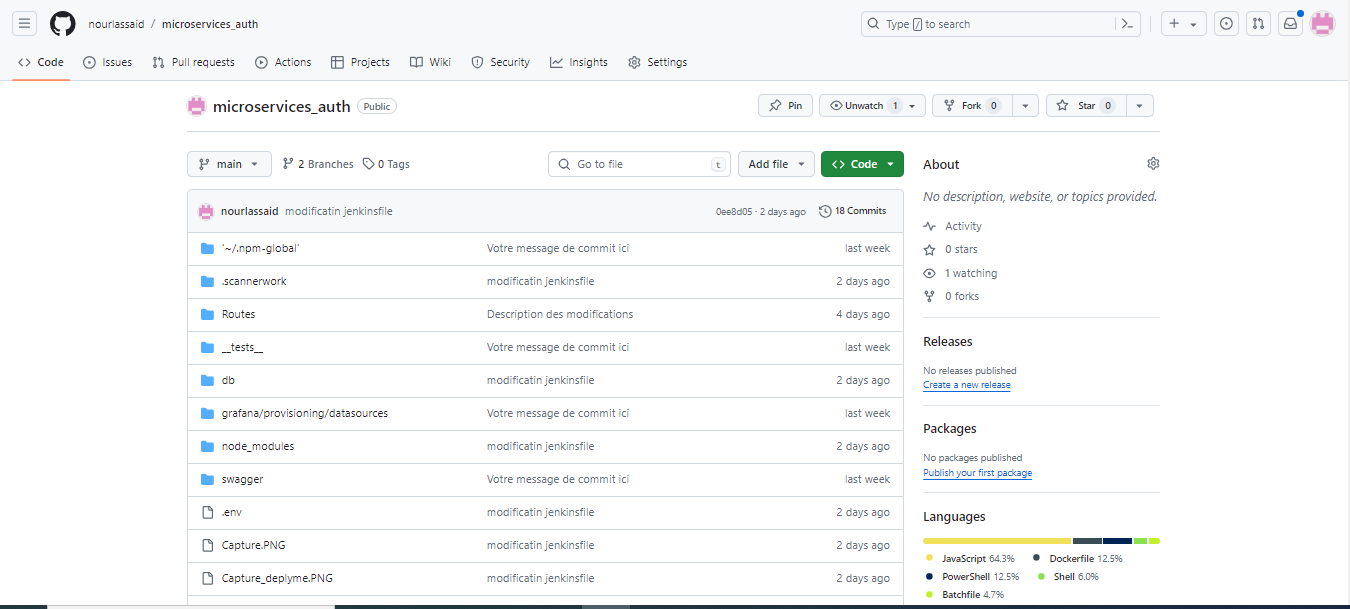 nourlassaid / microservices_auth
Type / to search
Code Issues Pull requests Actions Projects Wiki Security Insights Settings
microservices_auth Public
Pin Unwatch 1 Fork 0 Star 0
main 2 Branches 0 Tags Go to file t Add file Code
nourlassaid modificatin jenkinsfile 0ee8d05 · 2 days ago 18 Commits
'~/.npm-global' Votre message de commit ici last week
.scannerwork modificatin jenkinsfile 2 days ago
Routes Description des modifications 4 days ago
__tests__ Votre message de commit ici last week
db modificatin jenkinsfile 2 days ago
grafana/provisioning/datasources Votre message de commit ici last week
node_modules modificatin jenkinsfile 2 days ago
swagger Votre message de commit ici last week
.env modificatin jenkinsfile 2 days ago
Capture.PNG modificatin jenkinsfile 2 days ago
Capture_deplyme.PNG modificatin jenkinsfile 2 days ago
About
No description, website, or topics provided.
Activity
0 stars
1 watching
0 forks
Releases
No releases published
Create a new release
Packages
No packages published
Publish your first package
Languages
JavaScript 64.3% Dockerfile 12.5%
PowerShell 12.5% Shell 6.0%
Batchfile 4.7%